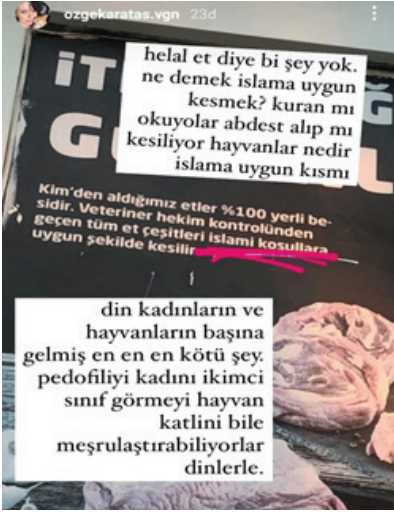 ozgekaratas.vgn 23d
helal et diye bi şey yok.
ne demek islama uygun
kesmek? kuran mı
okuyolar abdest alıp mı
kesiliyor hayvanlar nedir
islama uygun kısmı
İT
Ğ
G
L
Kim'den aldığımız etler %100 yerli be-
sidir. Veteriner hekim kontrolünden
geçen tüm et çeşitleri islami koşullara
uygun şekilde kesilir
din kadınların ve
hayvanların başına
gelmiş en en en kötü şey.
pedofiliyi kadını ikimci
sınıf görmeyi hayvan
katlini bile
meşrulaştırabiliyorlar
dinlerle.